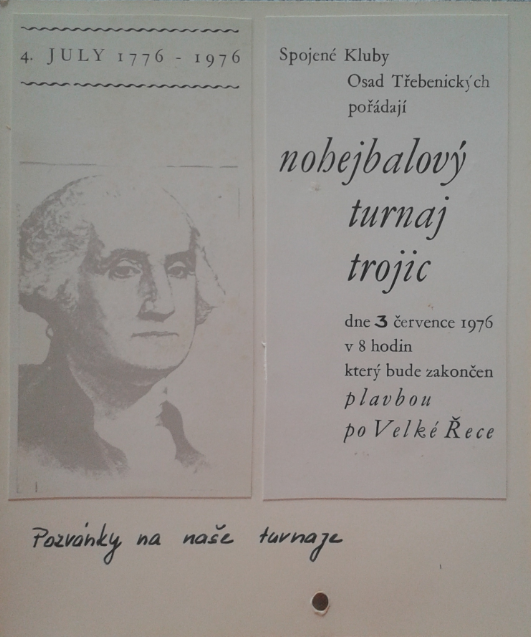 4. JULY 1776 - 1976
Spojené Kluby
Osad Třebenických
pořádají
nohejbalový
turnaj
trojic
dne 3 července 1976
v 8 hodin
který bude zakončen
plavbou
po Velké Řece
Pozvánky na naše turnaje